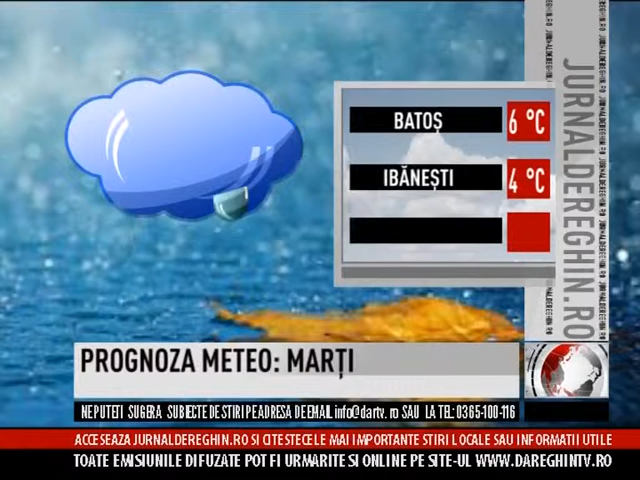 BATOȘ
6 °C
IBĂNEȘTI
4 °C
JURNALDEREGHIN.RO
PROGNOZA METEO: MARȚI
NE PUTETI SUGERA SUBIECTE DE STIRI PE ADRESA DE EMAIL info@dartv.ro SAU LA TEL: 0365-100-116
ACCESEAZA JURNALDEREGHIN.RO SI CITESTE CELE MAI IMPORTANTE STIRI LOCALE SAU INFORMATII UTILE
TOATE EMISIUNILE DIFUZATE POT FI URMARITE SI ONLINE PE SITE-UL WWW.DAREGHINTV.RO